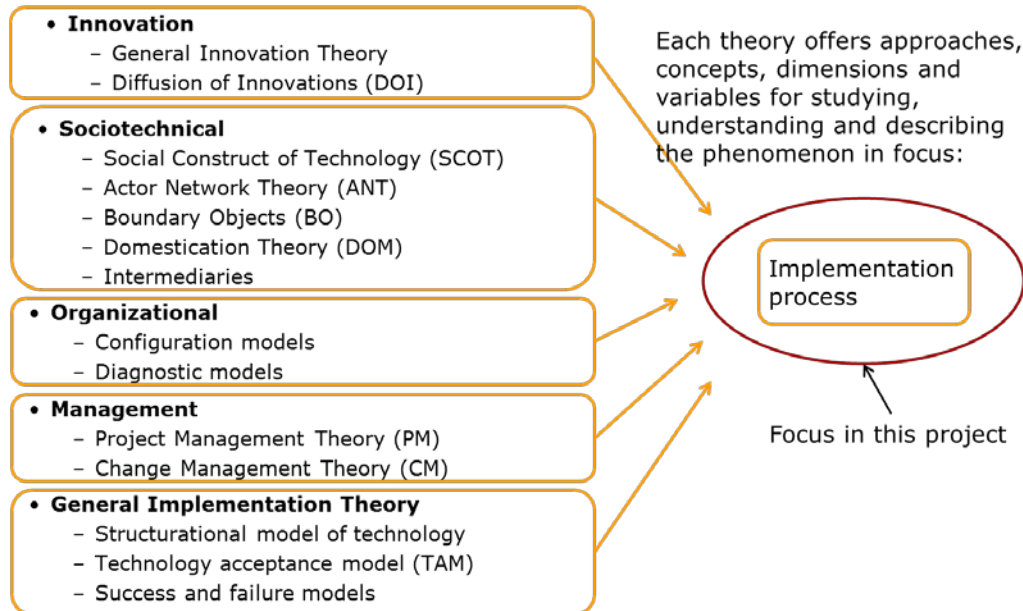 • Innovation
– General Innovation Theory
– Diffusion of Innovations (DOI)
• Sociotechnical
– Social Construct of Technology (SCOT)
– Actor Network Theory (ANT)
– Boundary Objects (BO)
– Domestication Theory (DOM)
– Intermediaries
• Organizational
– Configuration models
– Diagnostic models
• Management
– Project Management Theory (PM)
– Change Management Theory (CM)
• General Implementation Theory
– Structurational model of technology
– Technology acceptance model (TAM)
– Success and failure models
Each theory offers approaches,
concepts, dimensions and
variables for studying,
understanding and describing
the phenomenon in focus:
Implementation
process
Focus in this project